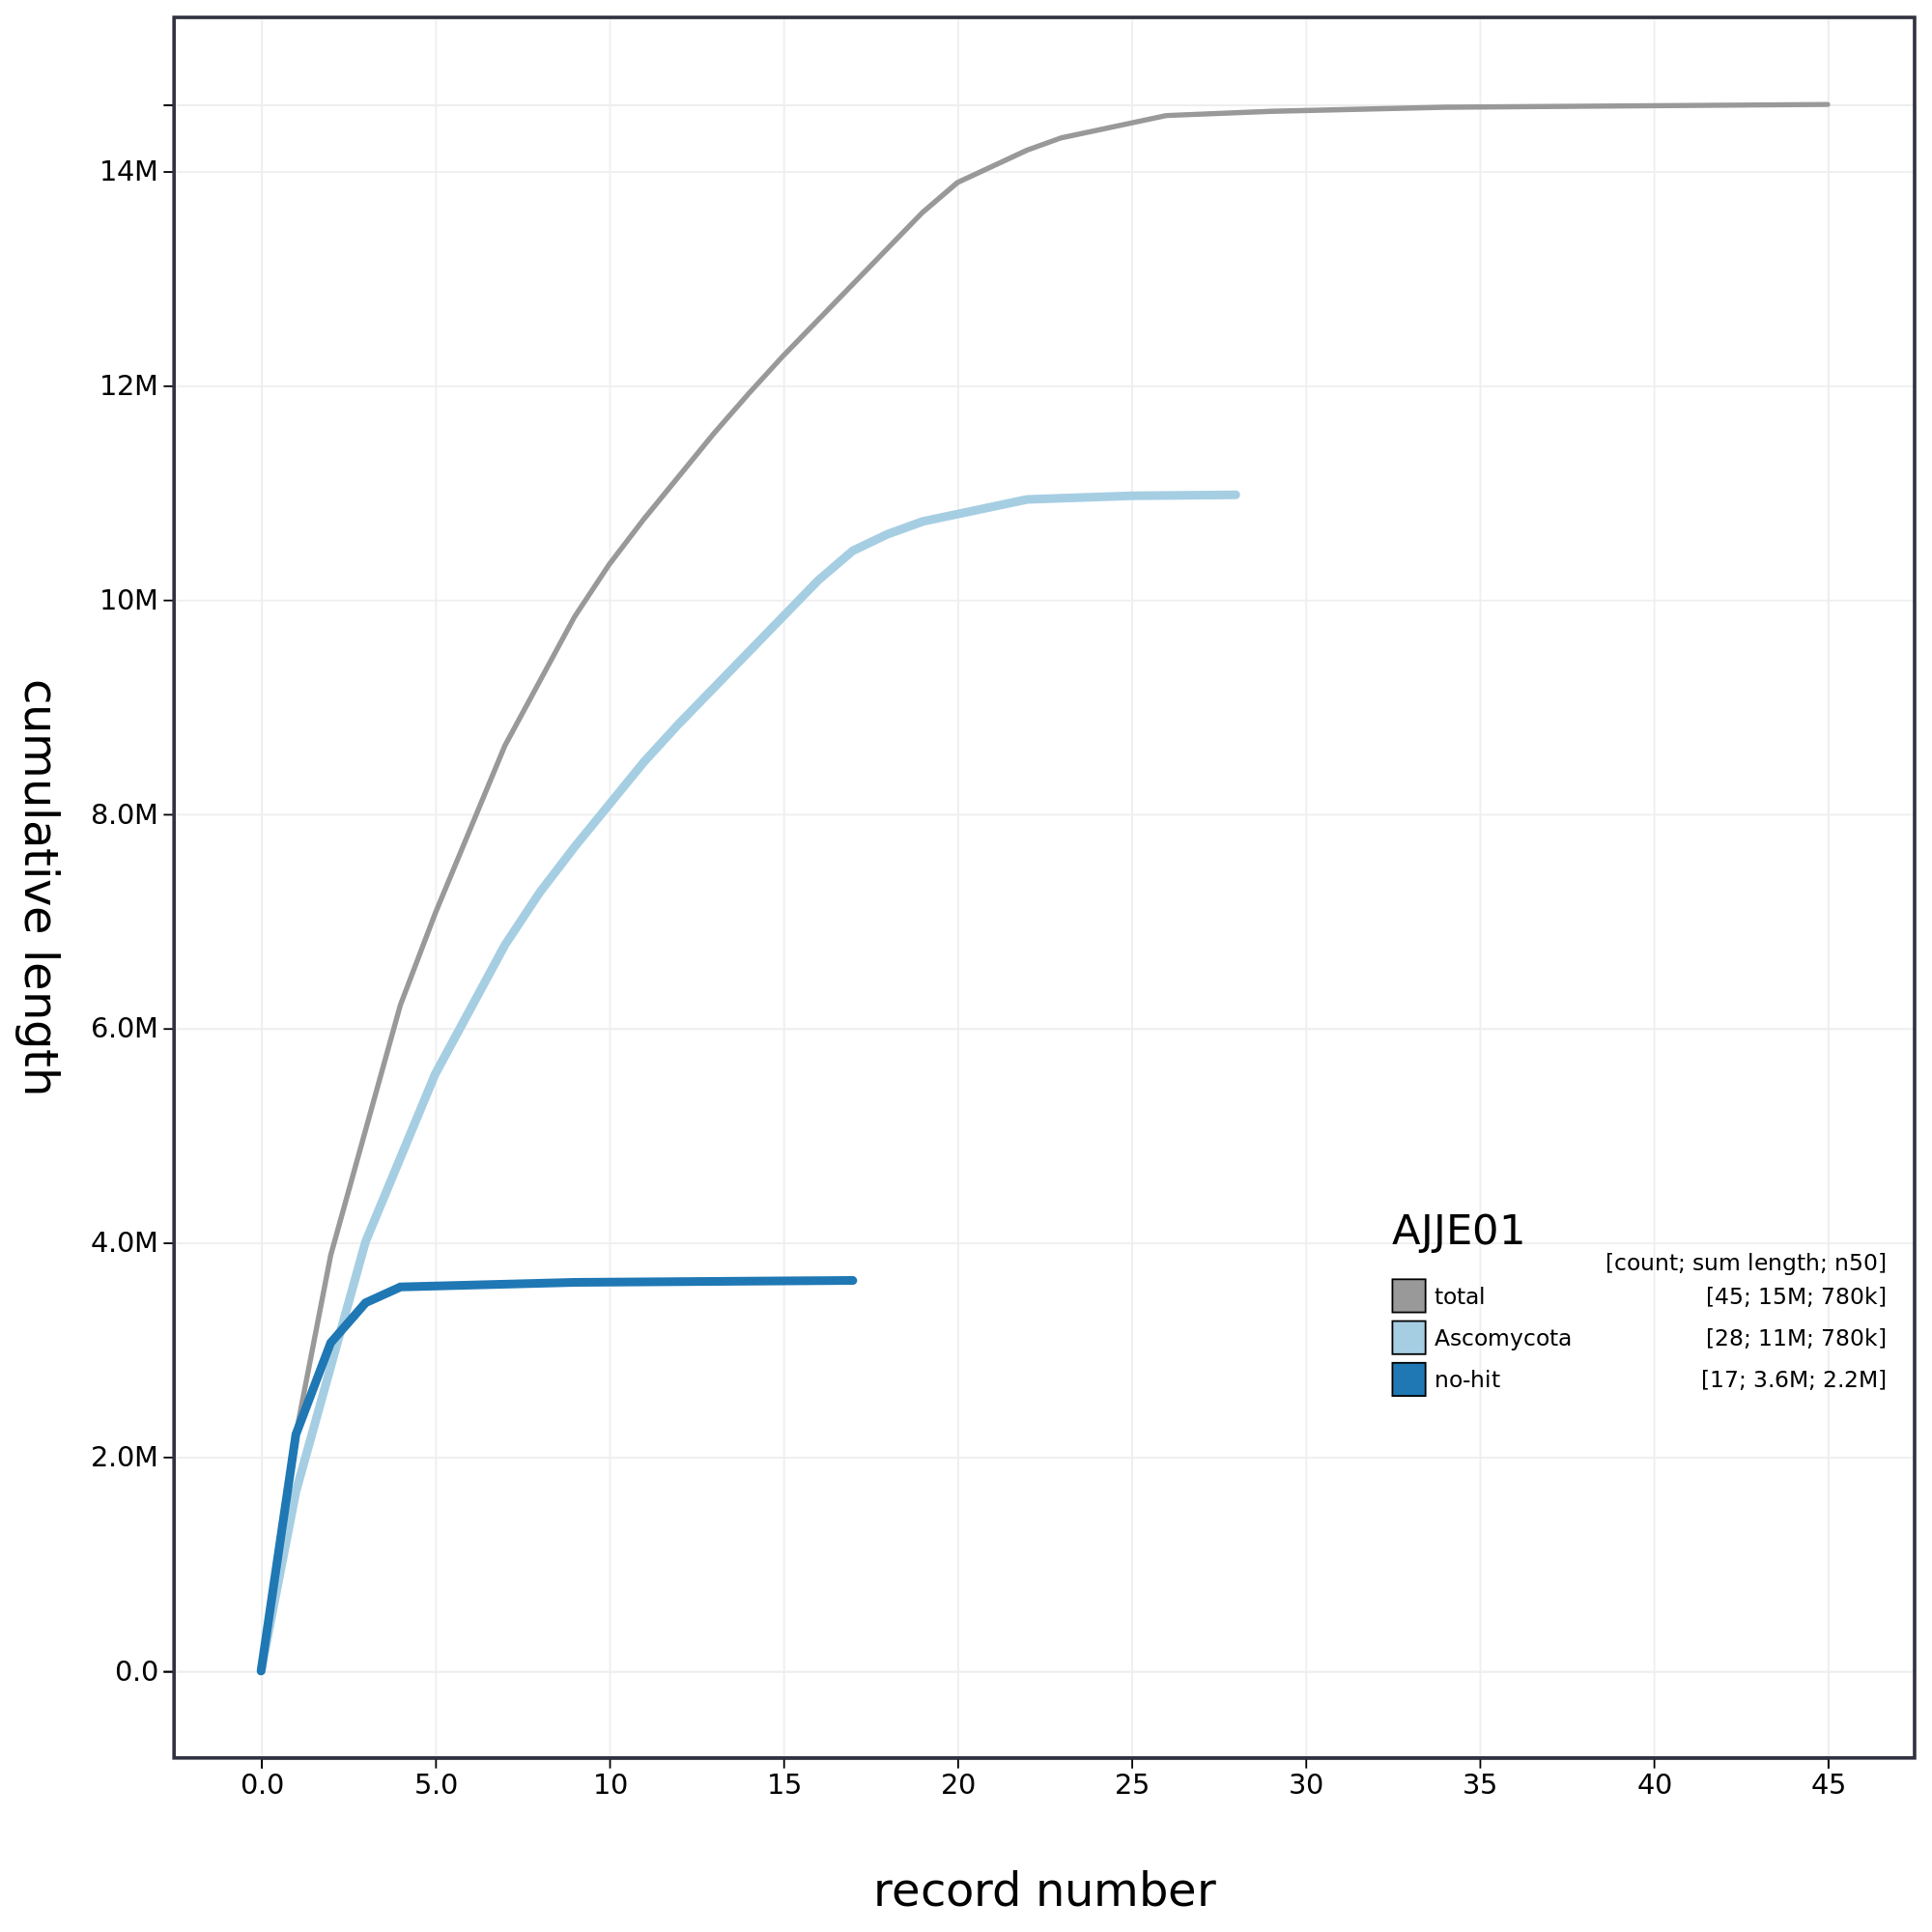 14M
12M
10M
8.0M
6.0M
4.0M
2.0M
0.0
cumulative length
AJJE01
[count; sum length; n50]
total [45; 15M; 780k]
Ascomycota [28; 11M; 780k]
no-hit [17; 3.6M; 2.2M]
0.0 5.0 10 15 20 25 30 35 40 45
record number